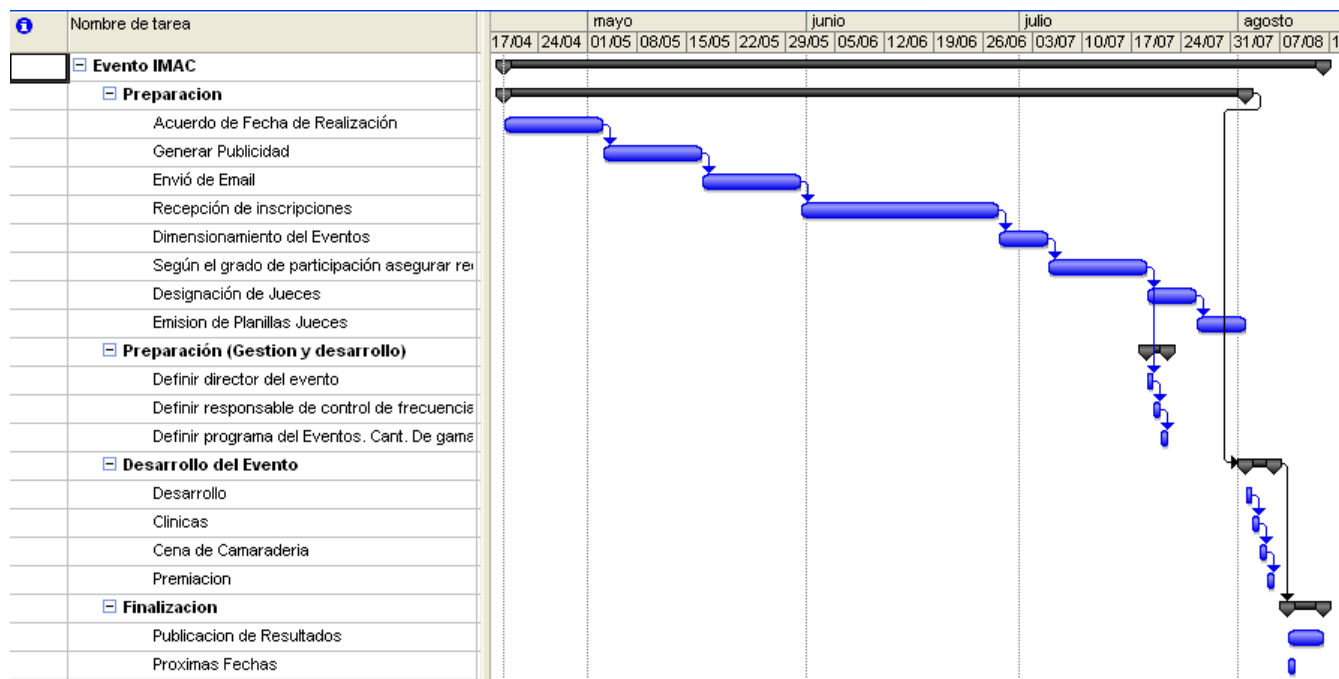 Nombre de tarea
mayo junio julio agosto
17/04 24/04 01/05 08/05 15/05 22/05 29/05 05/06 12/06 19/06 26/06 03/07 10/07 17/07 24/07 31/07 07/08 1
Evento IMAC
Preparacion
Acuerdo de Fecha de Realización
Generar Publicidad
Envió de Email
Recepción de inscripciones
Dimensionamiento del Eventos
Según el grado de participación asegurar re
Designación de Jueces
Emision de Planillas Jueces
Preparación (Gestion y desarrollo)
Definir director del evento
Definir responsable de control de frecuencia
Definir programa del Eventos. Cant. De gama
Desarrollo del Evento
Desarrollo
Clinicas
Cena de Camaraderia
Premiacion
Finalizacion
Publicacion de Resultados
Proximas Fechas